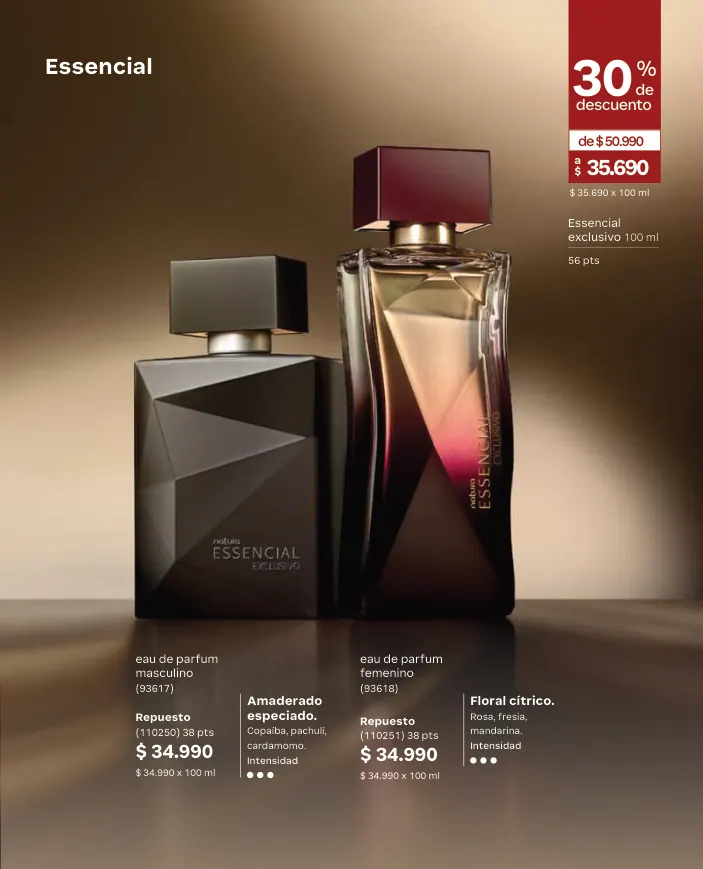 Essencial
30%
de
descuento
de $ 50.990
a $ 35.690
$ 35.690 x 100 ml
Essencial
exclusivo 100 ml
56 pts
natura
ESSENCIAL
EXCLUSIVO
natura
ESSENCIAL
EXCLUSIVO
eau de parfum
masculino
(93617)
Repuesto
(110250) 38 pts
$ 34.990
$ 34.990 x 100 ml
Amaderado
especiado.
Copaíba, pachulí,
cardamomo.
Intensidad
eau de parfum
femenino
(93618)
Repuesto
(110251) 38 pts
$ 34.990
$ 34.990 x 100 ml
Floral cítrico.
Rosa, fresia,
mandarina.
Intensidad